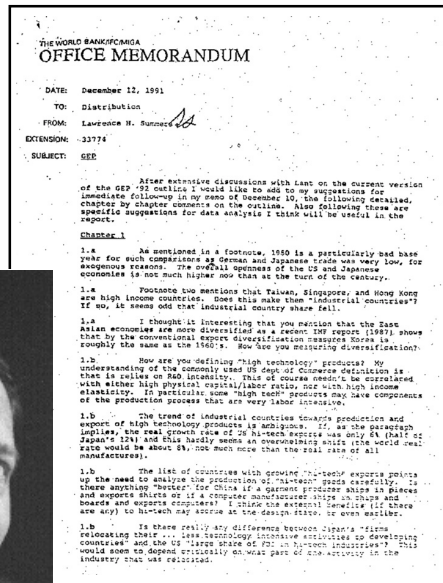 THE WORLD BANK/IFC/MIGA
OFFICE MEMORANDUM
DATE: December 12, 1991
TO: Distribution
FROM: Lawrence H. Summers
EXTENSION: 33774
SUBJECT: GEP
After extensive discussions with Lant on the current version
of the GEP '92 outline I would like to add to my suggestions for
immediate follow-up in my memo of December 10, the following detailed,
chapter by chapter comments on the outline. Also following these are
specific suggestions for data analysis I think will be useful in the
report.
Chapter 1
1.a As mentioned in a footnote, 1950 is a particularly bad base
year for such comparisons as German and Japanese trade was very low, for
exogenous reasons. The overall openness of the US and Japanese
economies is not much higher now than at the turn of the century.
1.a Footnote two mentions that Taiwan, Singapore, and Hong Kong
are high income countries. Does this make them "industrial countries"?
If so, it seems odd that industrial country share fell.
1.a I thought it interesting that you mention that the East
Asian economies are more diversified as a recent IMF report (1987) shows
that by the conventional export diversification measures Korea is
roughly the same as the 1960's. How are you measuring diversification?
1.b How are you defining "high technology" products? My
understanding of the commonly used US dept of Commerce definition is
that is relies on R&D intensity. This of course needn't be correlated
with either high physical capital/labor ratio, nor with high income
elasticity. In particular some "high tech" products may have components
of the production process that are very labor intensive.
1.b The trend of industrial countries towards production and
export of high technology products is ambiguous. If, as the paragraph
implies, the real growth rate of US hi-tech exports was only 6% (half of
Japan's 12%) and this hardly seems an overwhelming shift (the world real
rate would be about 8%, not much more than the real rate of all
manufactures).
1.b The list of countries with growing "hi-tech" exports points
up the need to analyze the production of "hi-tech" goods carefully. Is
there anything "better" for China if a garment producer ships in pieces
and exports shirts or if a computer manufacturer ships in chips and
boards and exports computers? I think the external benefits (if there
are any) to hi-tech may accrue at the design stage, or even earlier.
1.b Is there really any difference between Japan's "firms
relocating their ... less technology intensive activities to developing
countries" and the US "large share of FDI in hi-tech industries"? This
would seem to depend critically on what part of the activity in the
industry that was relocated.